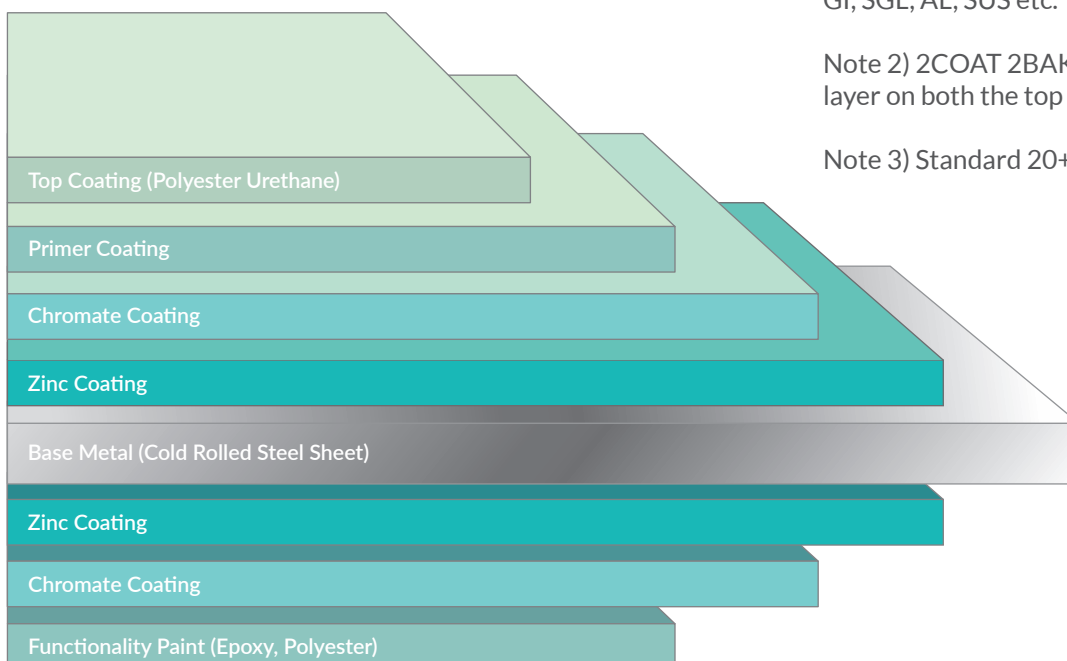 GI, SGL, AL, SUS etc.
Note 2) 2COAT 2BAK
layer on both the top
Note 3) Standard 20+
Top Coating (Polyester Urethane)
Primer Coating
Chromate Coating
Zinc Coating
Base Metal (Cold Rolled Steel Sheet)
Zinc Coating
Chromate Coating
Functionality Paint (Epoxy, Polyester)